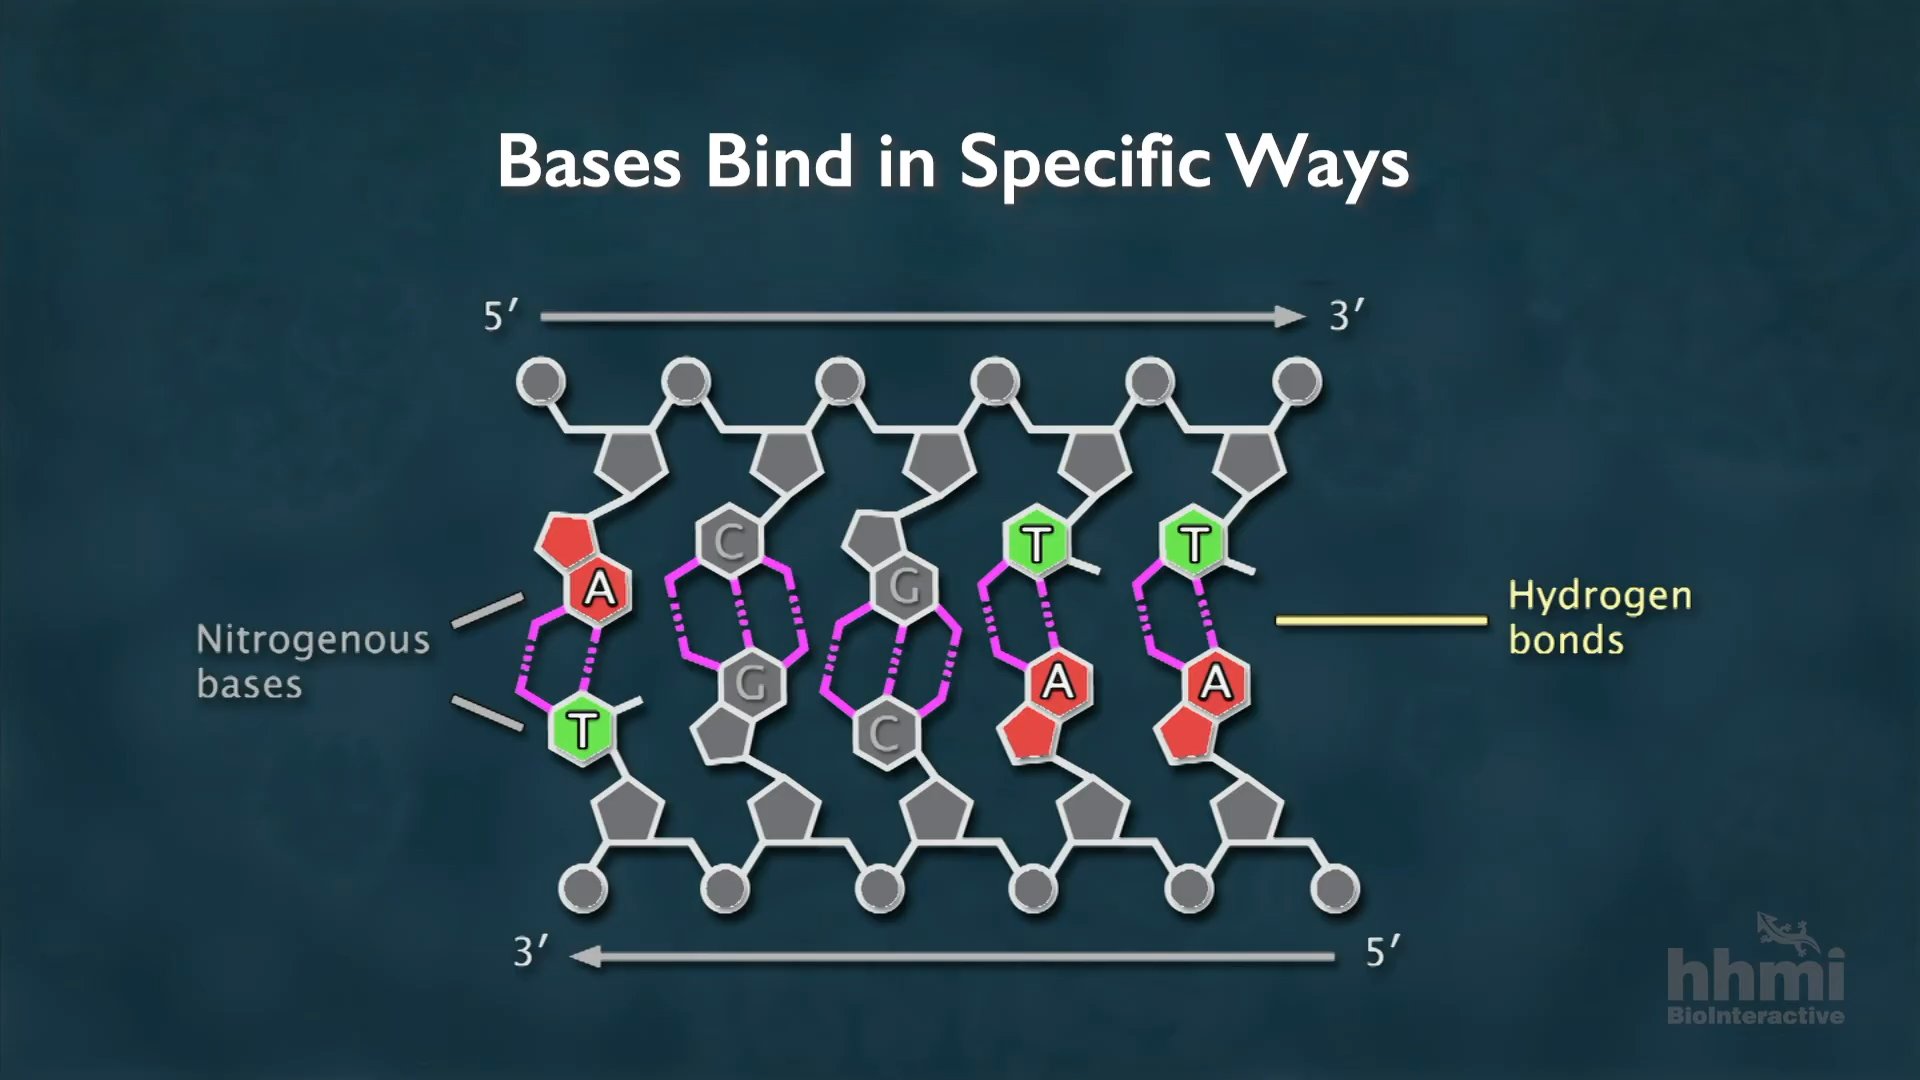 Bases Bind in Specific Ways
5′ 3′
C T T
A G
Nitrogenous
bases
Hydrogen
bonds
G A A
T C
3′ 5′
hhmi
BioInteractive